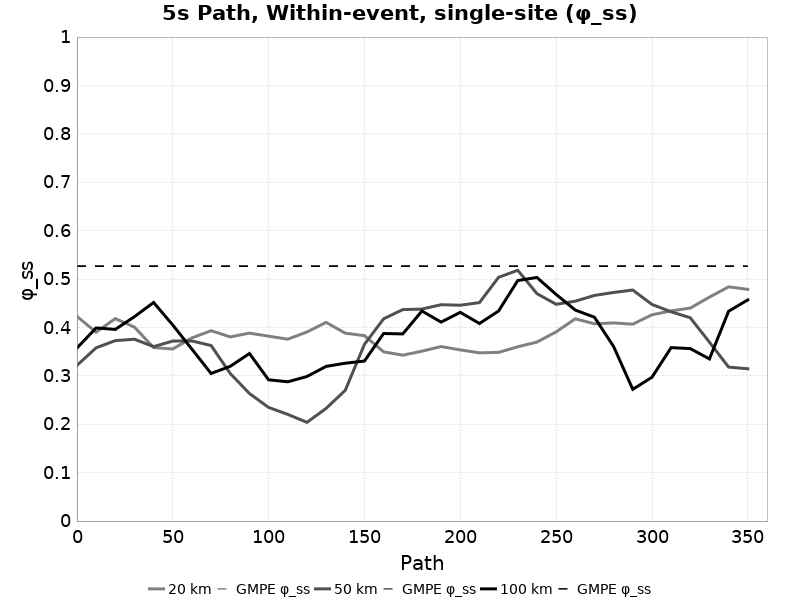 5s Path, Within-event, single-site (φ_ss)
1
0.9
0.8
0.7
0.6
0.5
0.4
0.3
0.2
0.1
0
φ_ss
0 50 100 150 200 250 300 350
Path
20 km GMPE φ_ss 50 km GMPE φ_ss 100 km GMPE φ_ss